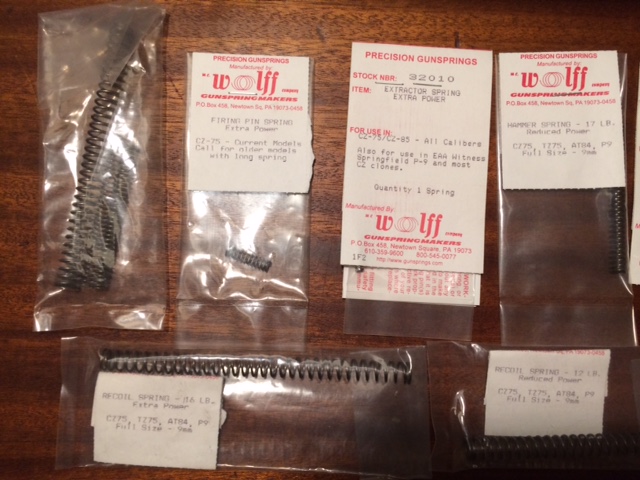 PRECISION GUNSPRINGS
Manufactured by:
W.C.
Wolff
company
GUNSPRINGMAKERS
P.O.Box 458, Newtown Sq, PA 19073-0458
FIRING PIN SPRING
Extra Power
CZ-75 - Current Models
Call for older models
with long spring
PRECISION GUNSPRINGS
STOCK NBR: 32010
ITEM: EXTRACTOR SPRING
EXTRA POWER
FOR USE IN:
CZ-75/CZ-85 - All Calibers
Also for use in EAA Witness
Springfield P-9 and most
CZ clones.
Quantity 1 Spring
Manufactured By:
W.C.
Wolff
company
GUNSPRINGMAKERS
P.O.Box 458, Newtown Square, PA 19073
610-359-9600 800-545-0077
http://www.gunsprings.com
PRECISION GUNSPRINGS
Manufactured by:
W.C.
Wolff
company
GUNSPRINGMAKERS
P.O.Box 458, Newtown Sq, PA 19073-0458
HAMMER SPRING - 17 LB.
Reduced Power
CZ75, TZ75, AT84, P9
Full Size - 9mm
RECOIL SPRING - 16 LB.
Extra Power
CZ75, TZ75, AT84, P9
Full Size - 9mm
PA 19073-0458
RECOIL SPRING - 12 LB.
Reduced Power
CZ75, TZ75, AT84, P9
Full Size - 9mm